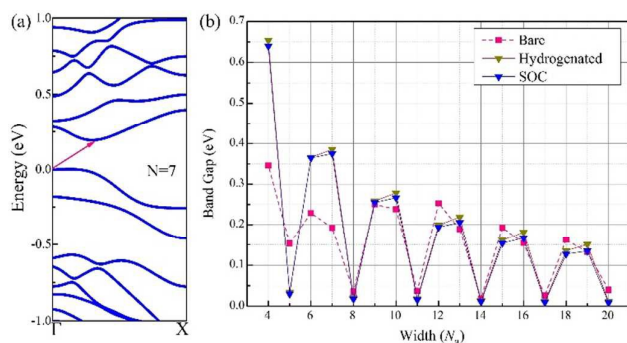 (a)
1.0
0.5
0.0
-0.5
-1.0
Energy (eV)
N=7
Γ
X
(b)
0.7
0.6
0.5
0.4
0.3
0.2
0.1
0.0
Band Gap (eV)
Bare
Hydrogenated
SOC
4 6 8 10 12 14 16 18 20
Width (Nₐ)